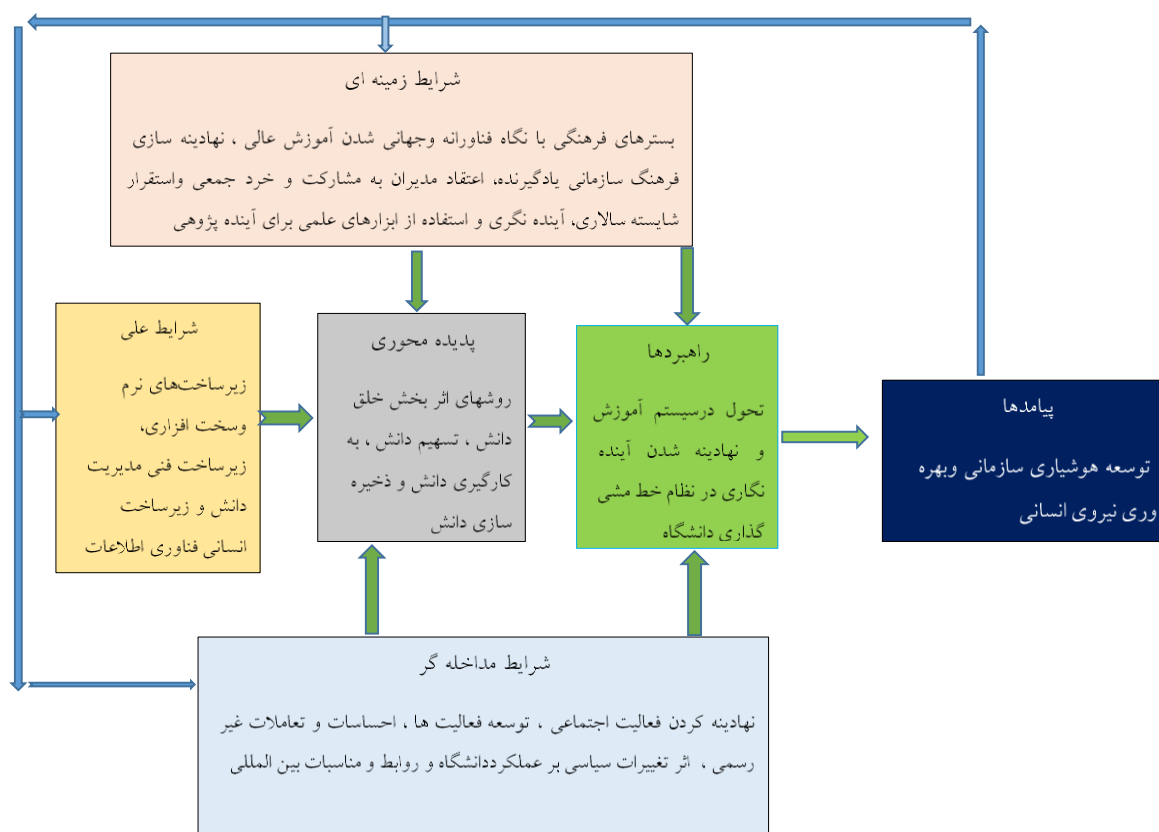 شرایط زمینه ای
بسترهای فرهنگی با نگاه فناورانه وجهانی شدن آموزش عالی ، نهادینه سازی
فرهنگ سازمانی یادگیرنده، اعتقاد مدیران به مشارکت و خرد جمعی واستقرار
شایسته سالاری، آینده نگری و استفاده از ابزارهای علمی برای آینده پژوهی
شرایط علی
زیرساخت‌های نرم
وسخت افزاری،
زیرساخت فنی مدیریت
دانش و زیرساخت
انسانی فناوری اطلاعات
پدیده محوری
روشهای اثر بخش خلق
دانش ، تسهیم دانش ، به
کارگیری دانش و ذخیره
سازی دانش
راهبردها
تحول درسیستم آموزش
و نهادینه شدن آینده
نگاری در نظام خط مشی
گذاری دانشگاه
پیامدها
توسعه هوشیاری سازمانی وبهره
وری نیروی انسانی
شرایط مداخله گر
نهادینه کردن فعالیت اجتماعی ، توسعه فعالیت ها ، احساسات و تعاملات غیر
رسمی ، اثر تغییرات سیاسی بر عملکرددانشگاه و روابط و مناسبات بین المللی